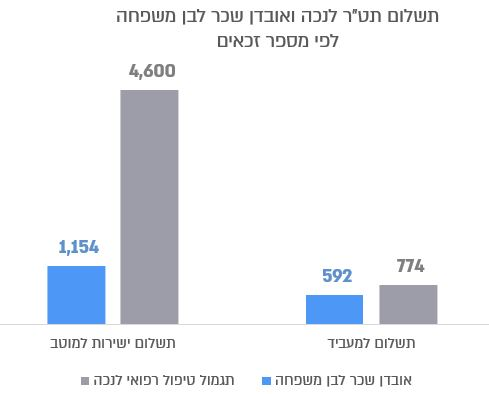 תשלום תט"ר לנכה ואובדן שכר לבן משפחה
לפי מספר זכאים
4,600
1,154
774
592
תשלום למעביד
תשלום ישירות למוטב
אובדן שכר לבן משפחה
תגמול טיפול רפואי לנכה